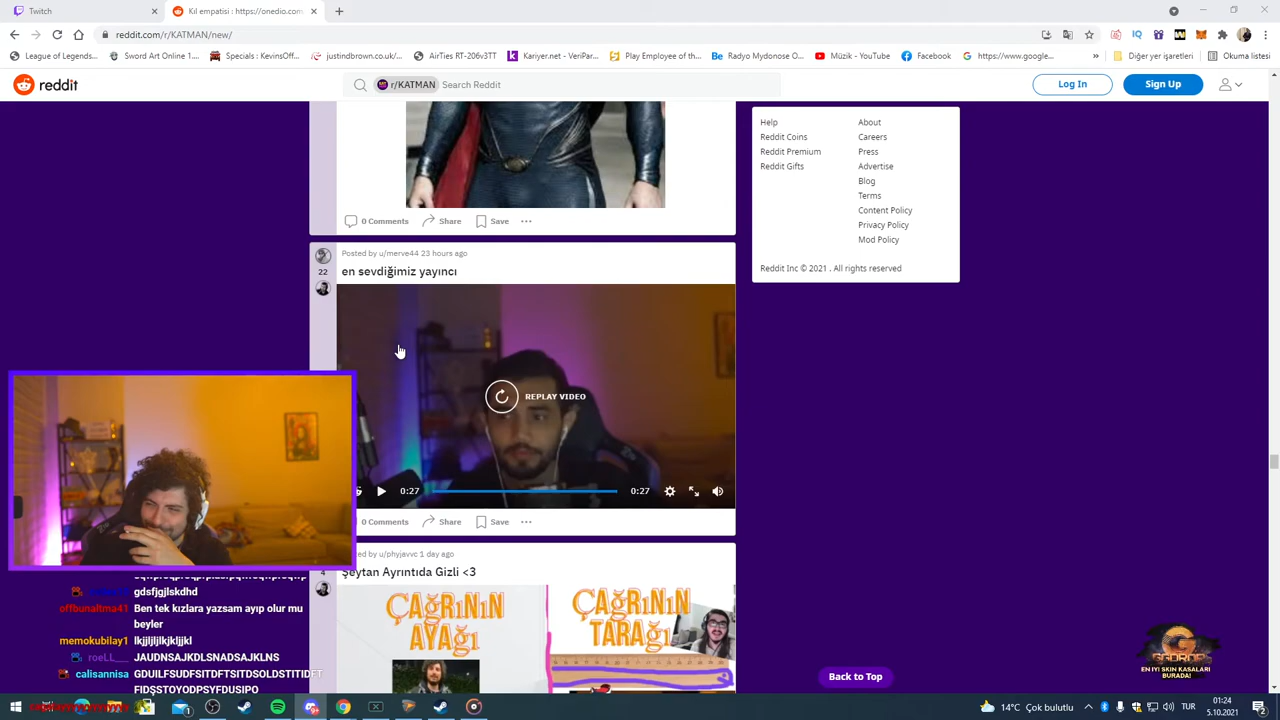 Twitch
Kıl empatisi : https://onedio.com
reddit.com/r/KATMAN/new/
League of Legends...
Sword Art Online 1....
Specials : KevinsOff...
justindbrown.co.uk/...
AirTies RT-206v3TT
Kariyer.net - VeriPar...
Play Employee of th...
Radyo Mydonose O...
Müzik - YouTube
Facebook
https://www.google...
Diğer yer işaretleri
Okuma listesi
reddit
r/KATMAN
Search Reddit
Log In
Sign Up
Help
About
Reddit Coins
Careers
Reddit Premium
Press
Reddit Gifts
Advertise
Blog
Terms
Content Policy
Privacy Policy
Mod Policy
Reddit Inc © 2021 . All rights reserved
0 Comments
Share
Save
Posted by u/merve44 23 hours ago
22
en sevdiğimiz yayıncı
REPLAY VIDEO
0:27
0:27
0 Comments
Share
Save
u/phyjavvc 1 day ago
4
Şeytan Ayrıntıda Gizli <3
ÇAĞRININ
AYAĞI
ÇAĞRININ
TARAĞI
gdsfjgjlskdhd
offbunaltma41 Ben tek kızlara yazsam ayıp olur mu
beyler
memokubilay1 lkjjljljlkjkljjkl
roeLL__ JAUDNSAJKDLSNADSAJKLNS
calisannisa GDUILFSUDFSITDFTSITDSOLDSTITIDFT
FIDSSTOYODPSYFDUSIPO
GGDROP
EN IYI SKIN KASALARI
BURADA!
Back to Top
14°C Çok bulutlu
TUR
01:24
5.10.2021